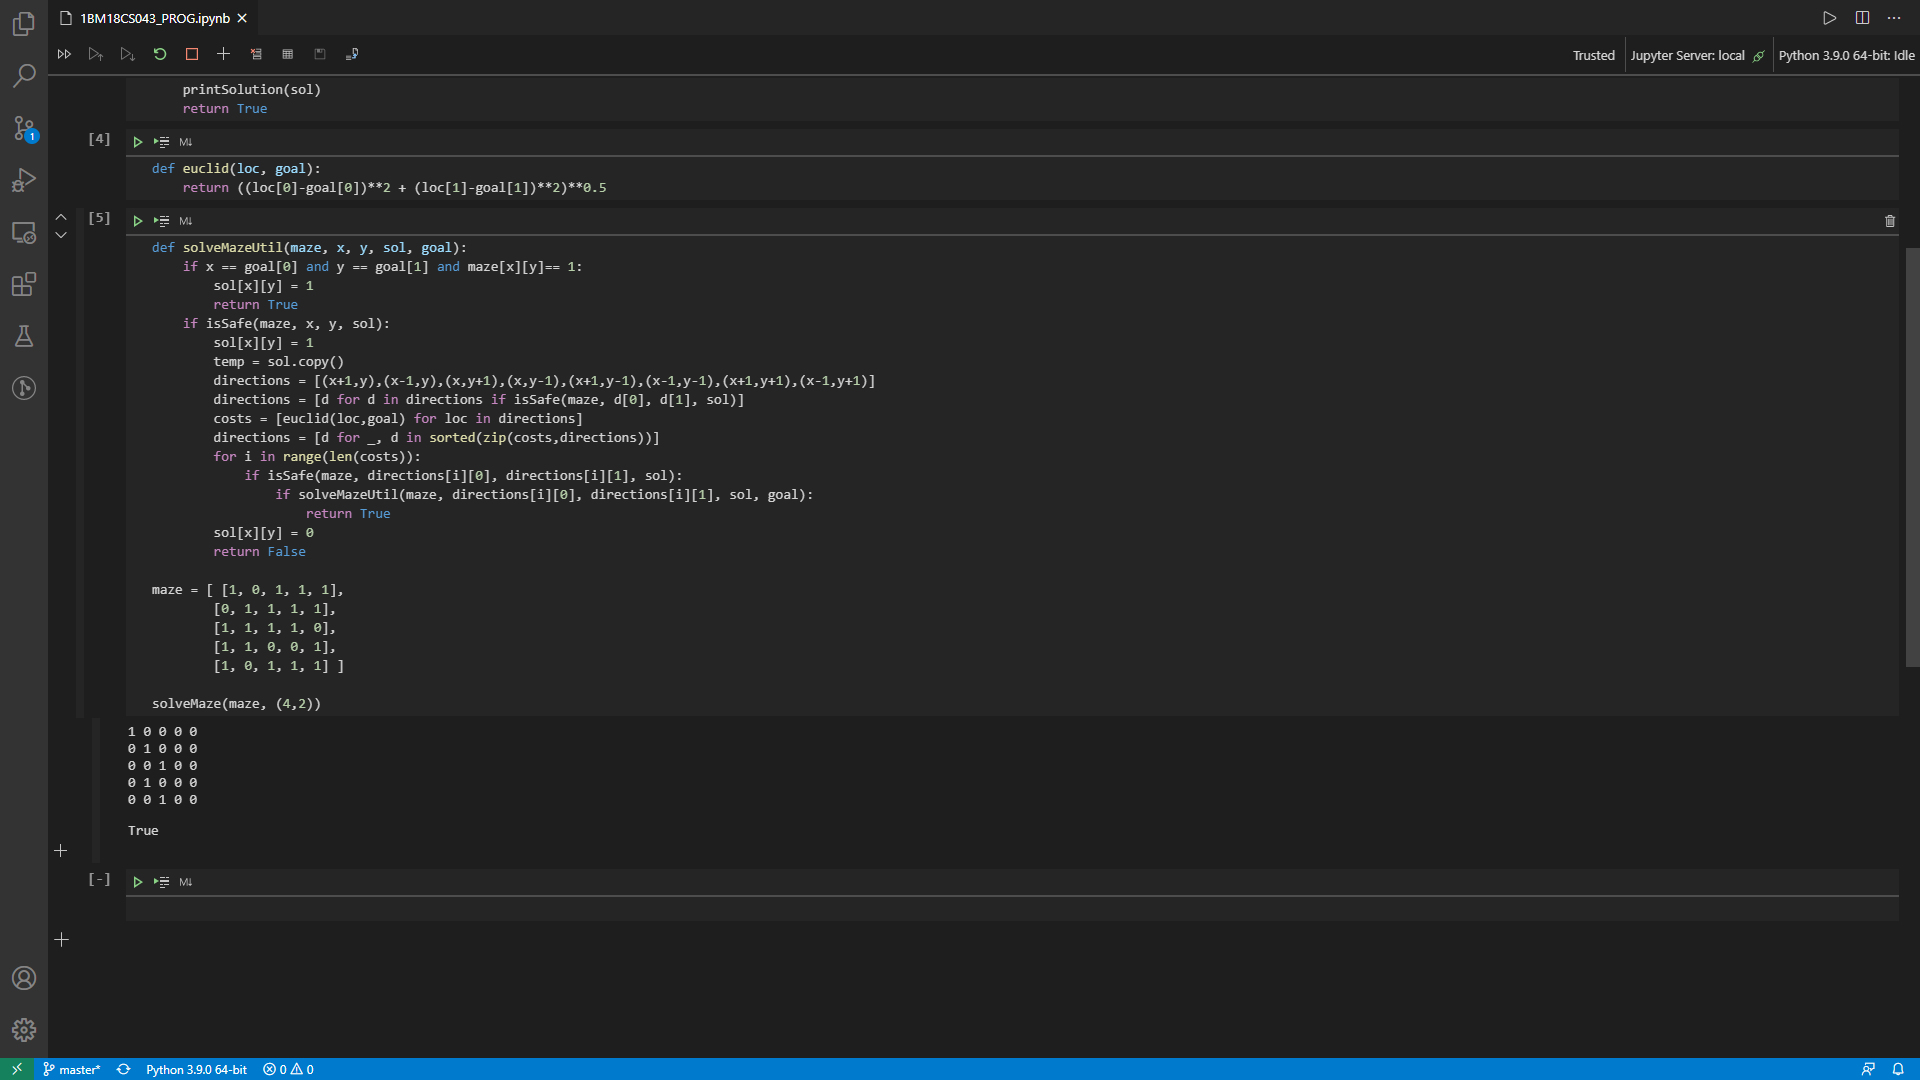 1BM18CS043_PROG.ipynb
Trusted Jupyter Server: local Python 3.9.0 64-bit: Idle
printSolution(sol)
return True
[4]
M↓
def euclid(loc, goal):
return ((loc[0]-goal[0])**2 + (loc[1]-goal[1])**2)**0.5
[5]
M↓
def solveMazeUtil(maze, x, y, sol, goal):
if x == goal[0] and y == goal[1] and maze[x][y]== 1:
sol[x][y] = 1
return True
if isSafe(maze, x, y, sol):
sol[x][y] = 1
temp = sol.copy()
directions = [(x+1,y),(x-1,y),(x,y+1),(x,y-1),(x+1,y-1),(x-1,y-1),(x+1,y+1),(x-1,y+1)]
directions = [d for d in directions if isSafe(maze, d[0], d[1], sol)]
costs = [euclid(loc,goal) for loc in directions]
directions = [d for _, d in sorted(zip(costs,directions))]
for i in range(len(costs)):
if isSafe(maze, directions[i][0], directions[i][1], sol):
if solveMazeUtil(maze, directions[i][0], directions[i][1], sol, goal):
return True
sol[x][y] = 0
return False
maze = [ [1, 0, 1, 1, 1],
[0, 1, 1, 1, 1],
[1, 1, 1, 1, 0],
[1, 1, 0, 0, 1],
[1, 0, 1, 1, 1] ]
solveMaze(maze, (4,2))
1 0 0 0 0
0 1 0 0 0
0 0 1 0 0
0 1 0 0 0
0 0 1 0 0
True
[-]
M↓
1
master* Python 3.9.0 64-bit 0 0